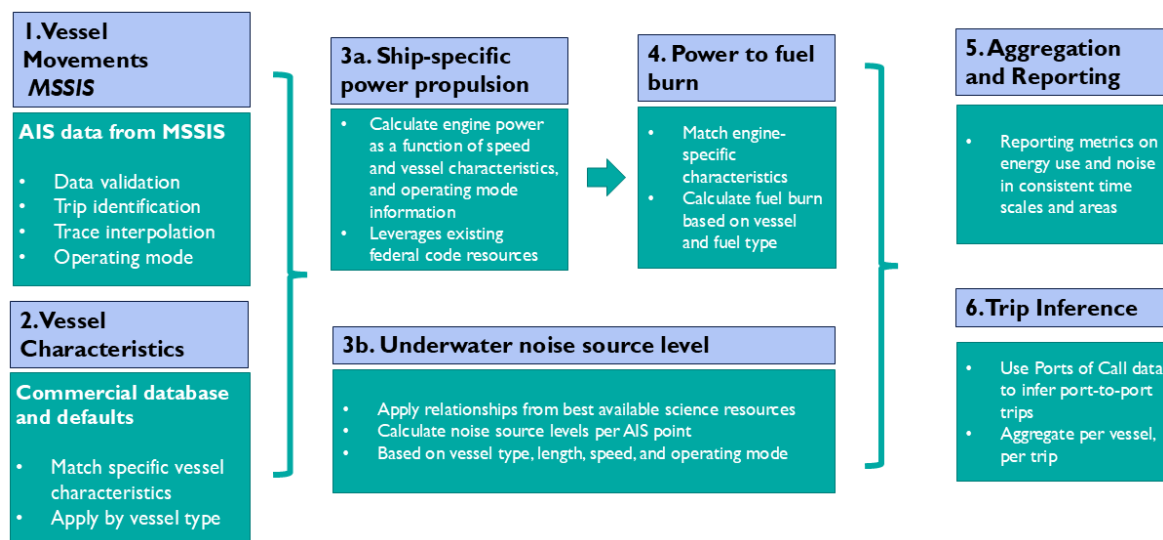 1.Vessel
Movements
MSSIS
AIS data from MSSIS
• Data validation
• Trip identification
• Trace interpolation
• Operating mode
2.Vessel
Characteristics
Commercial database
and defaults
• Match specific vessel
characteristics
• Apply by vessel type
3a. Ship-specific
power propulsion
• Calculate engine power
as a function of speed
and vessel characteristics,
and operating mode
information
• Leverages existing
federal code resources
4. Power to fuel
burn
• Match engine-
specific
characteristics
• Calculate fuel burn
based on vessel
and fuel type
3b. Underwater noise source level
• Apply relationships from best available science resources
• Calculate noise source levels per AIS point
• Based on vessel type, length, speed, and operating mode
5. Aggregation
and Reporting
• Reporting metrics on
energy use and noise
in consistent time
scales and areas
6. Trip Inference
• Use Ports of Call data
to infer port-to-port
trips
• Aggregate per vessel,
per trip